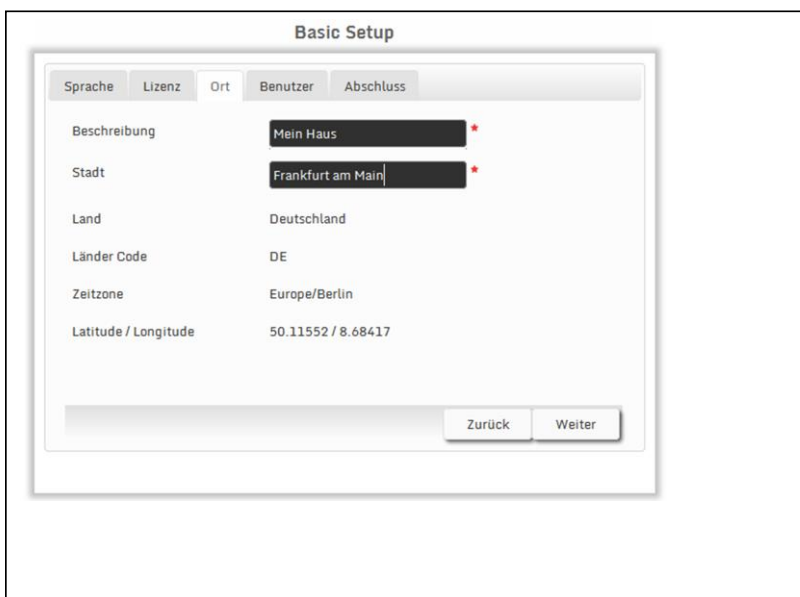 Basic Setup
Sprache Lizenz Ort Benutzer Abschluss
Beschreibung Mein Haus *
Stadt Frankfurt am Main *
Land Deutschland
Länder Code DE
Zeitzone Europe/Berlin
Latitude / Longitude 50.11552 / 8.68417
Zurück Weiter